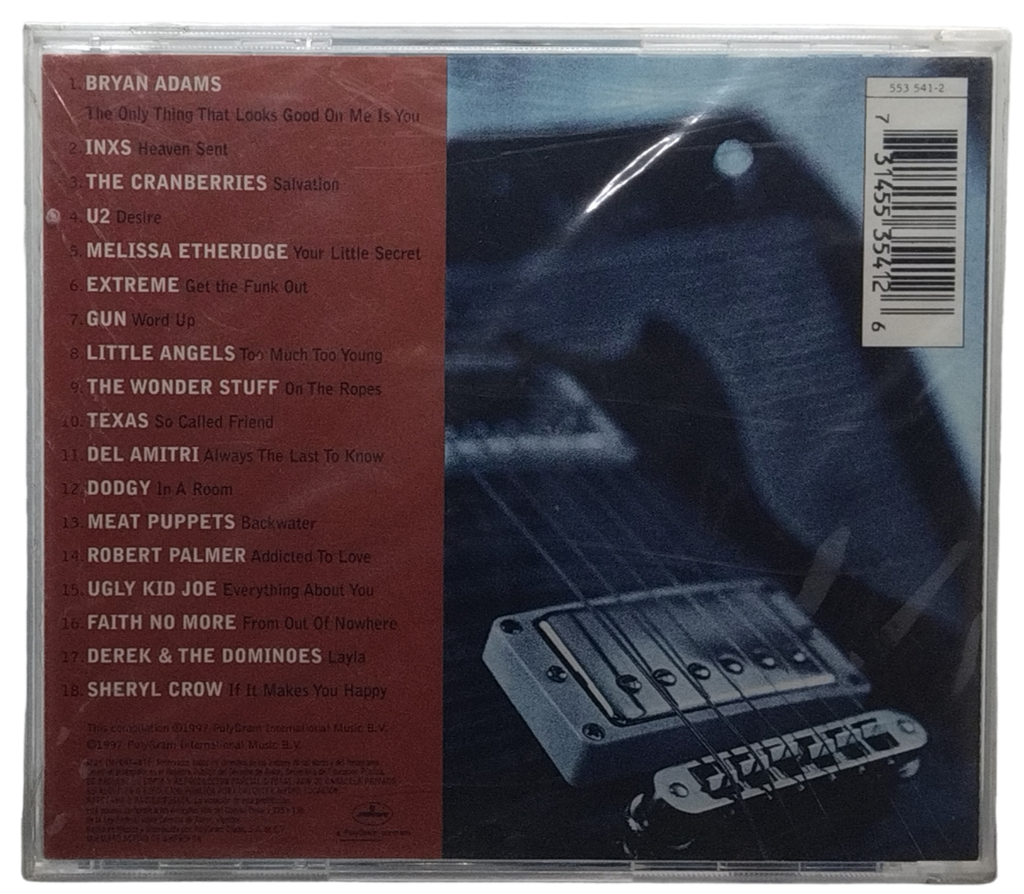 1. BRYAN ADAMS
The Only Thing That Looks Good On Me Is You
2. INXS Heaven Sent
3. THE CRANBERRIES Salvation
4. U2 Desire
5. MELISSA ETHERIDGE Your Little Secret
6. EXTREME Get the Funk Out
7. GUN Word Up
8. LITTLE ANGELS Too Much Too Young
9. THE WONDER STUFF On The Ropes
10. TEXAS So Called Friend
11. DEL AMITRI Always The Last To Know
12. DODGY In A Room
13. MEAT PUPPETS Backwater
14. ROBERT PALMER Addicted To Love
15. UGLY KID JOE Everything About You
16. FAITH NO MORE From Out Of Nowhere
17. DEREK & THE DOMINOES Layla
18. SHERYL CROW If It Makes You Happy
This compilation ℗1997 PolyGram International Music B.V.
©1997 PolyGram International Music B.V.
a PolyGram company
553 541-2
7 31455 35412 6